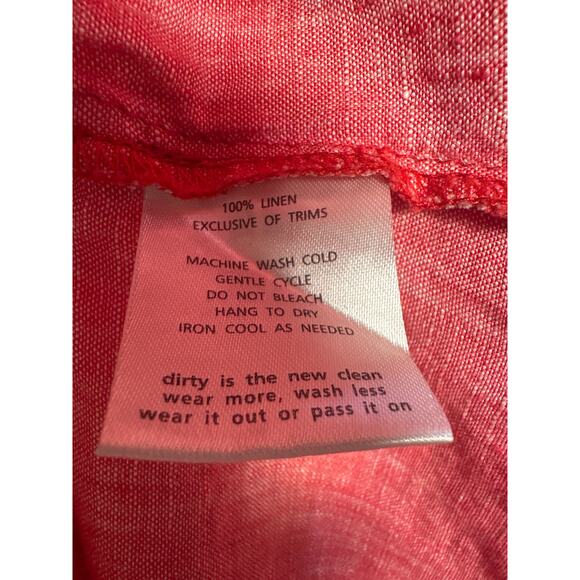 100% LINEN
EXCLUSIVE OF TRIMS
MACHINE WASH COLD
GENTLE CYCLE
DO NOT BLEACH
HANG TO DRY
IRON COOL AS NEEDED
dirty is the new clean
wear more, wash less
wear it out or pass it on